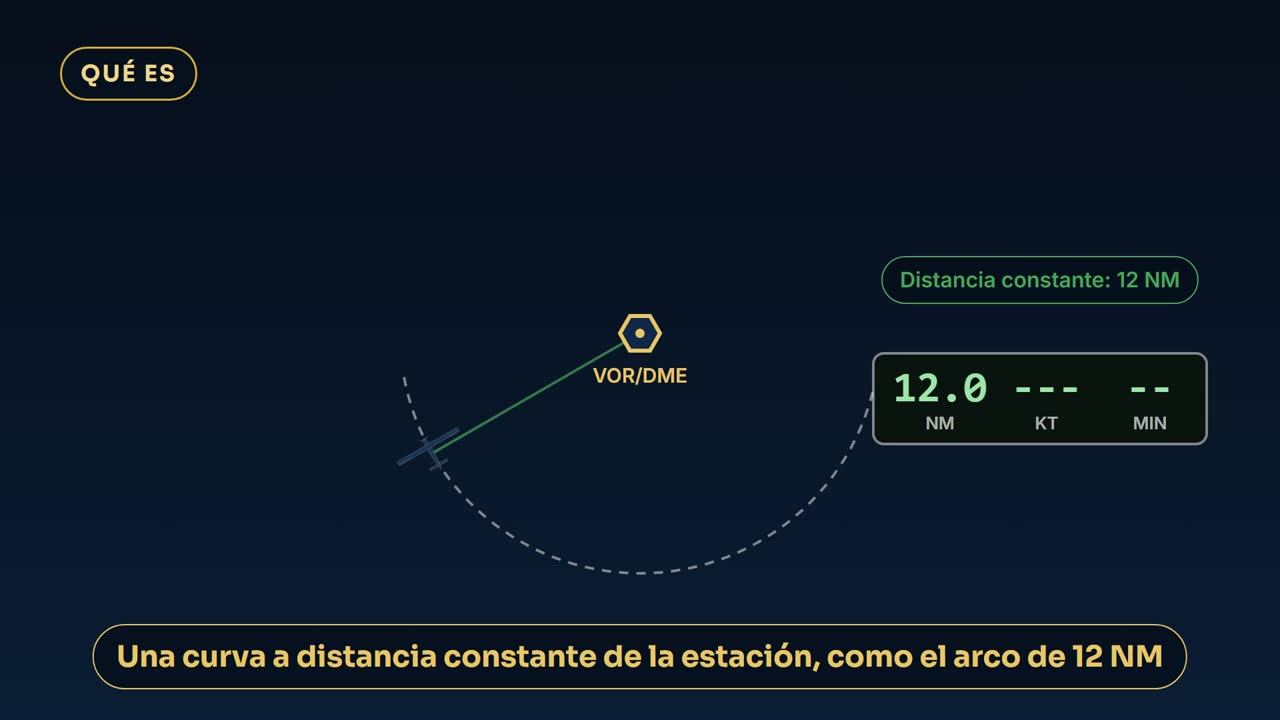 QUÉ ES
Distancia constante: 12 NM
VOR/DME
12.0 --- --
NM KT MIN
Una curva a distancia constante de la estación, como el arco de 12 NM